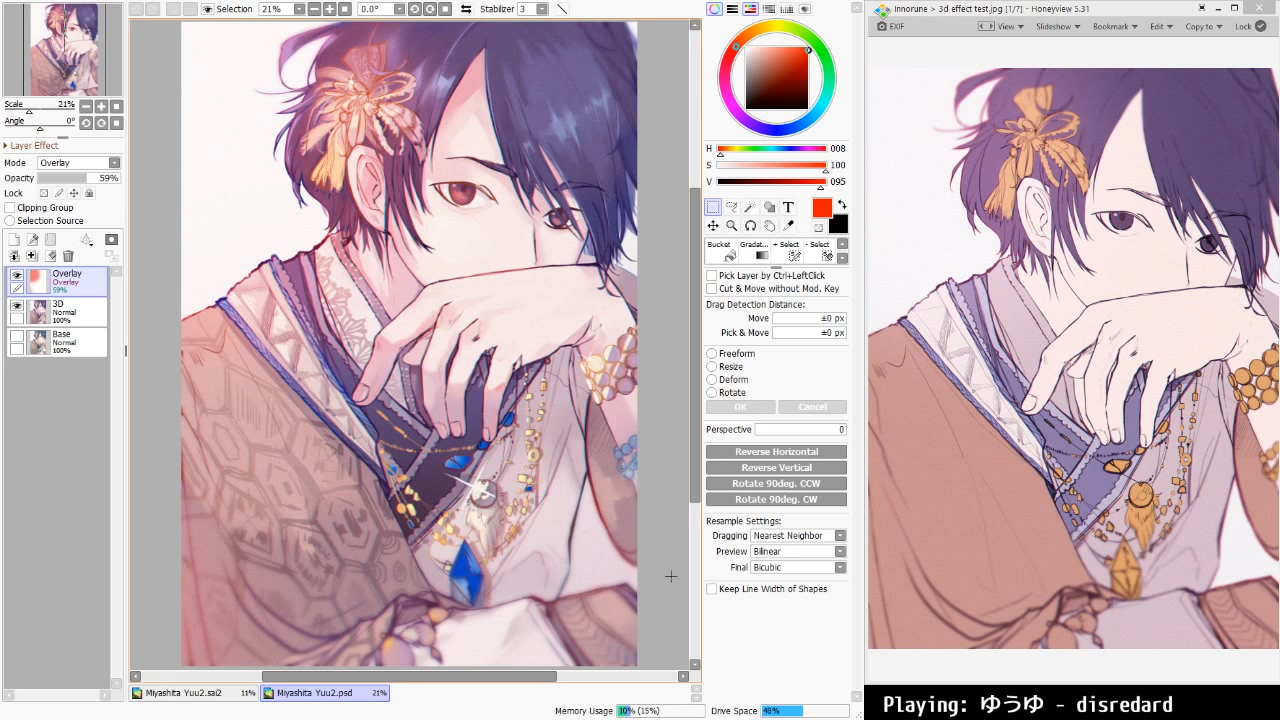 Selection 21% 0.0° Stabilizer 3
Scale 21%
Angle 0°
Layer Effect
Mode Overlay
Opacity 59%
Lock
Clipping Group
Selection Source
Overlay
Overlay
59%
3D
Normal
100%
Base
Normal
100%
H 008
S 100
V 095
T
Bucket Gradat... + Select - Select
Pick Layer by Ctrl+LeftClick
Cut & Move without Mod. Key
Drag Detection Distance:
Move ±0 px
Pick & Move ±0 px
Freeform
Resize
Deform
Rotate
OK Cancel
Perspective 0
Reverse Horizontal
Reverse Vertical
Rotate 90deg. CCW
Rotate 90deg. CW
Resample Settings:
Dragging Nearest Neighbor
Preview Bilinear
Final Bicubic
Keep Line Width of Shapes
Miyashita Yuu2.sai2 11% Miyashita Yuu2.psd 21%
Memory Usage 10% (15%) Drive Space 48%
Innorune > 3d effect test.jpg [1/7] - Honeyview 5.31
EXIF View Slideshow Bookmark Edit Copy to Lock
Playing: ゆうゆ - disredard